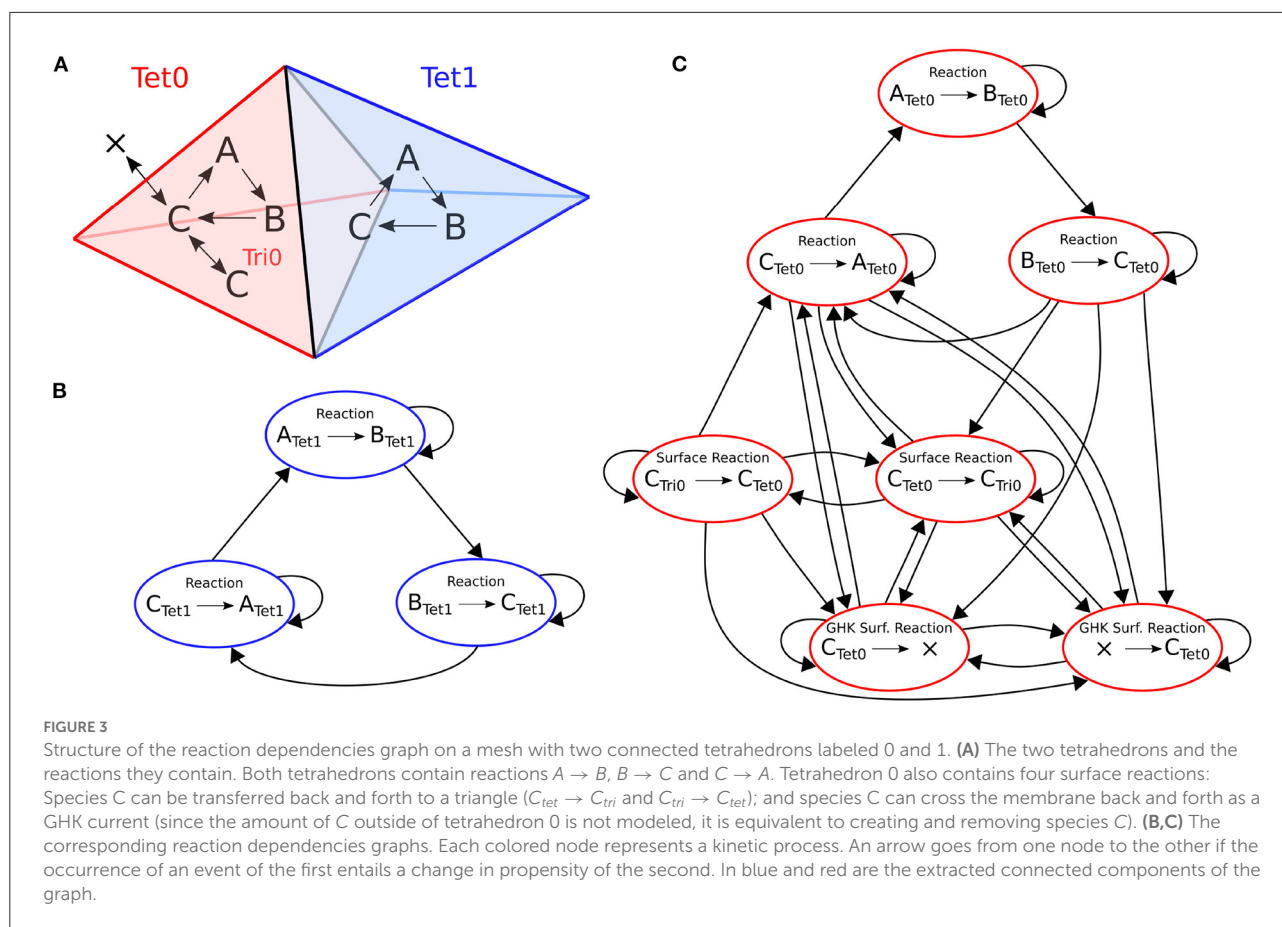 A
Tet0
Tet1
×
A
C
B
Tri0
C
A
C
B
B
Reaction
A_Tet1 → B_Tet1
Reaction
C_Tet1 → A_Tet1
Reaction
B_Tet1 → C_Tet1
C
Reaction
A_Tet0 → B_Tet0
Reaction
C_Tet0 → A_Tet0
Reaction
B_Tet0 → C_Tet0
Surface Reaction
C_Tri0 → C_Tet0
Surface Reaction
C_Tet0 → C_Tri0
GHK Surf. Reaction
C_Tet0 → ×
GHK Surf. Reaction
× → C_Tet0
FIGURE 3
Structure of the reaction dependencies graph on a mesh with two connected tetrahedrons labeled 0 and 1. (A) The two tetrahedrons and the
reactions they contain. Both tetrahedrons contain reactions A → B, B → C and C → A. Tetrahedron 0 also contains four surface reactions:
Species C can be transferred back and forth to a triangle (C_tet → C_tri and C_tri → C_tet); and species C can cross the membrane back and forth as a
GHK current (since the amount of C outside of tetrahedron 0 is not modeled, it is equivalent to creating and removing species C). (B,C) The
corresponding reaction dependencies graphs. Each colored node represents a kinetic process. An arrow goes from one node to the other if the
occurrence of an event of the first entails a change in propensity of the second. In blue and red are the extracted connected components of the
graph.